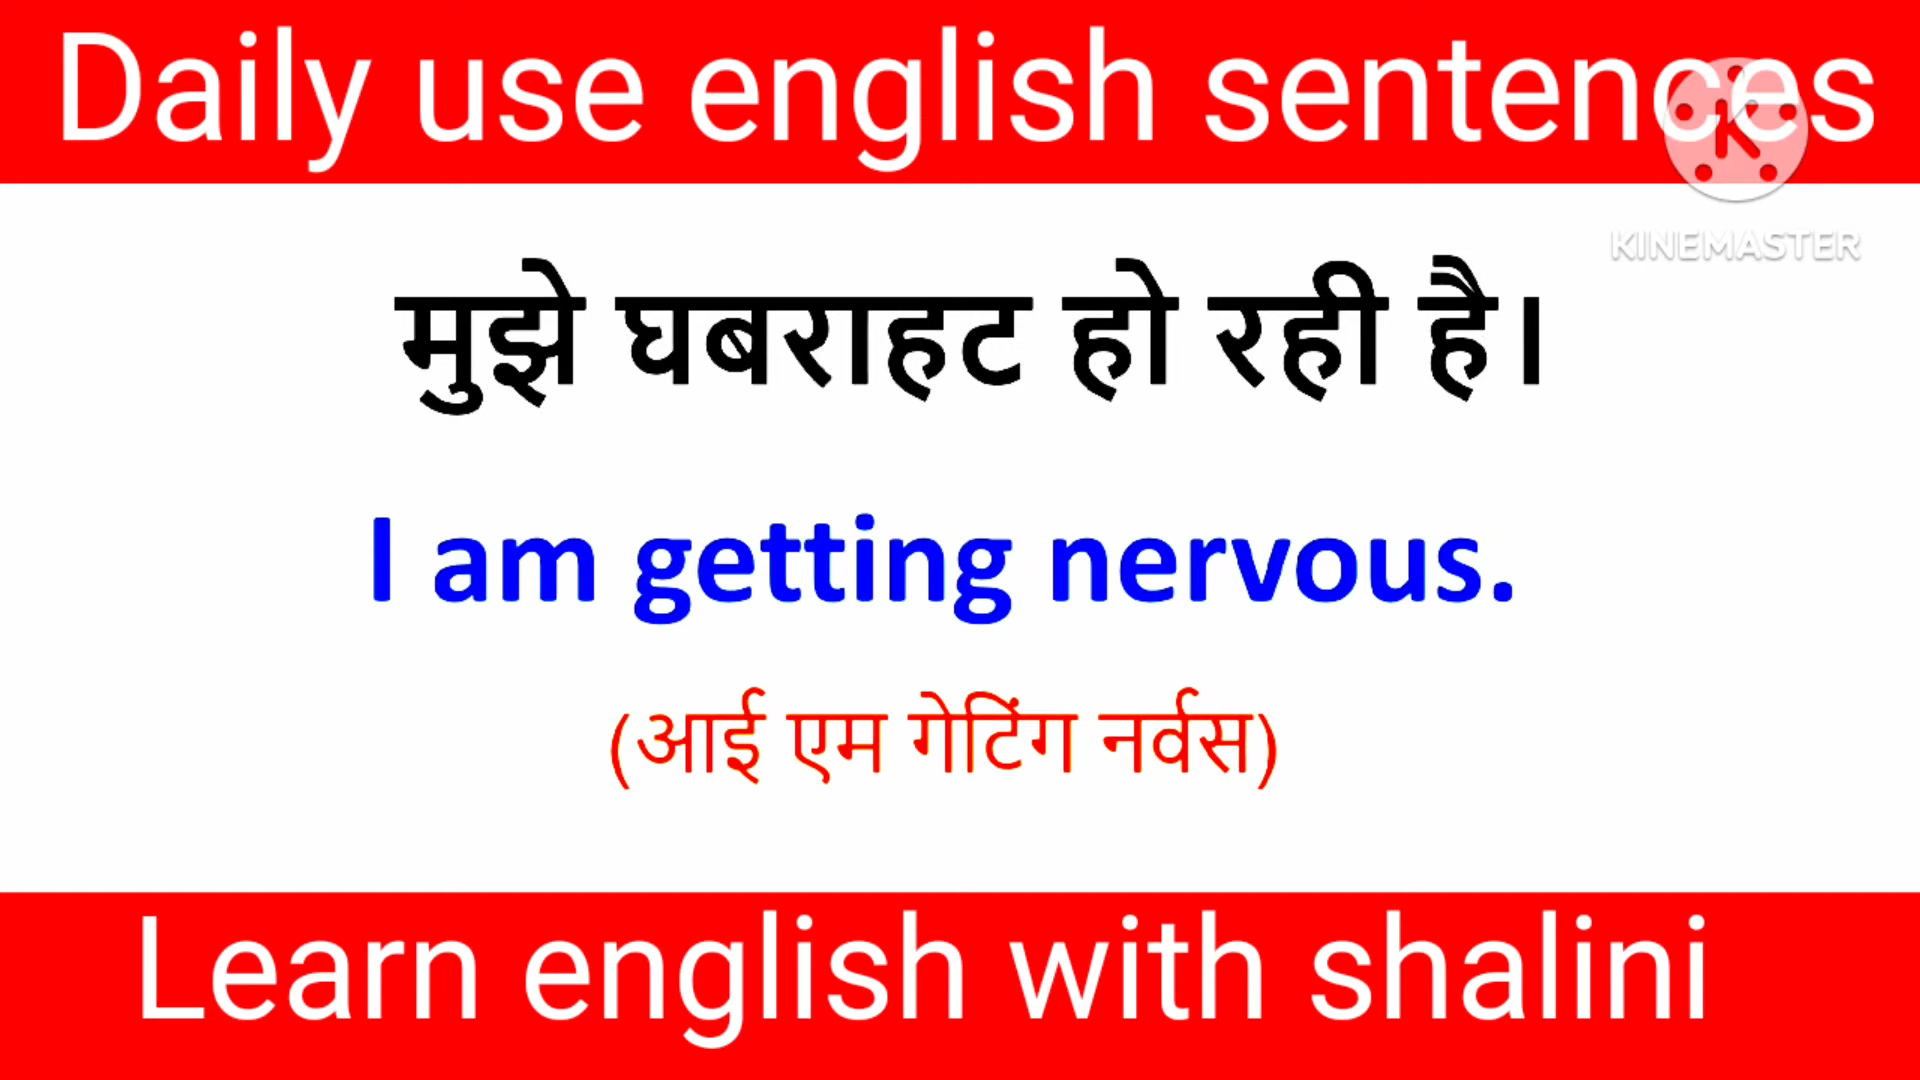 Daily use english sentences
KINEMASTER
मुझे घबराहट हो रही है।
I am getting nervous.
(आई एम गेटिंग नर्वस)
Learn english with shalini